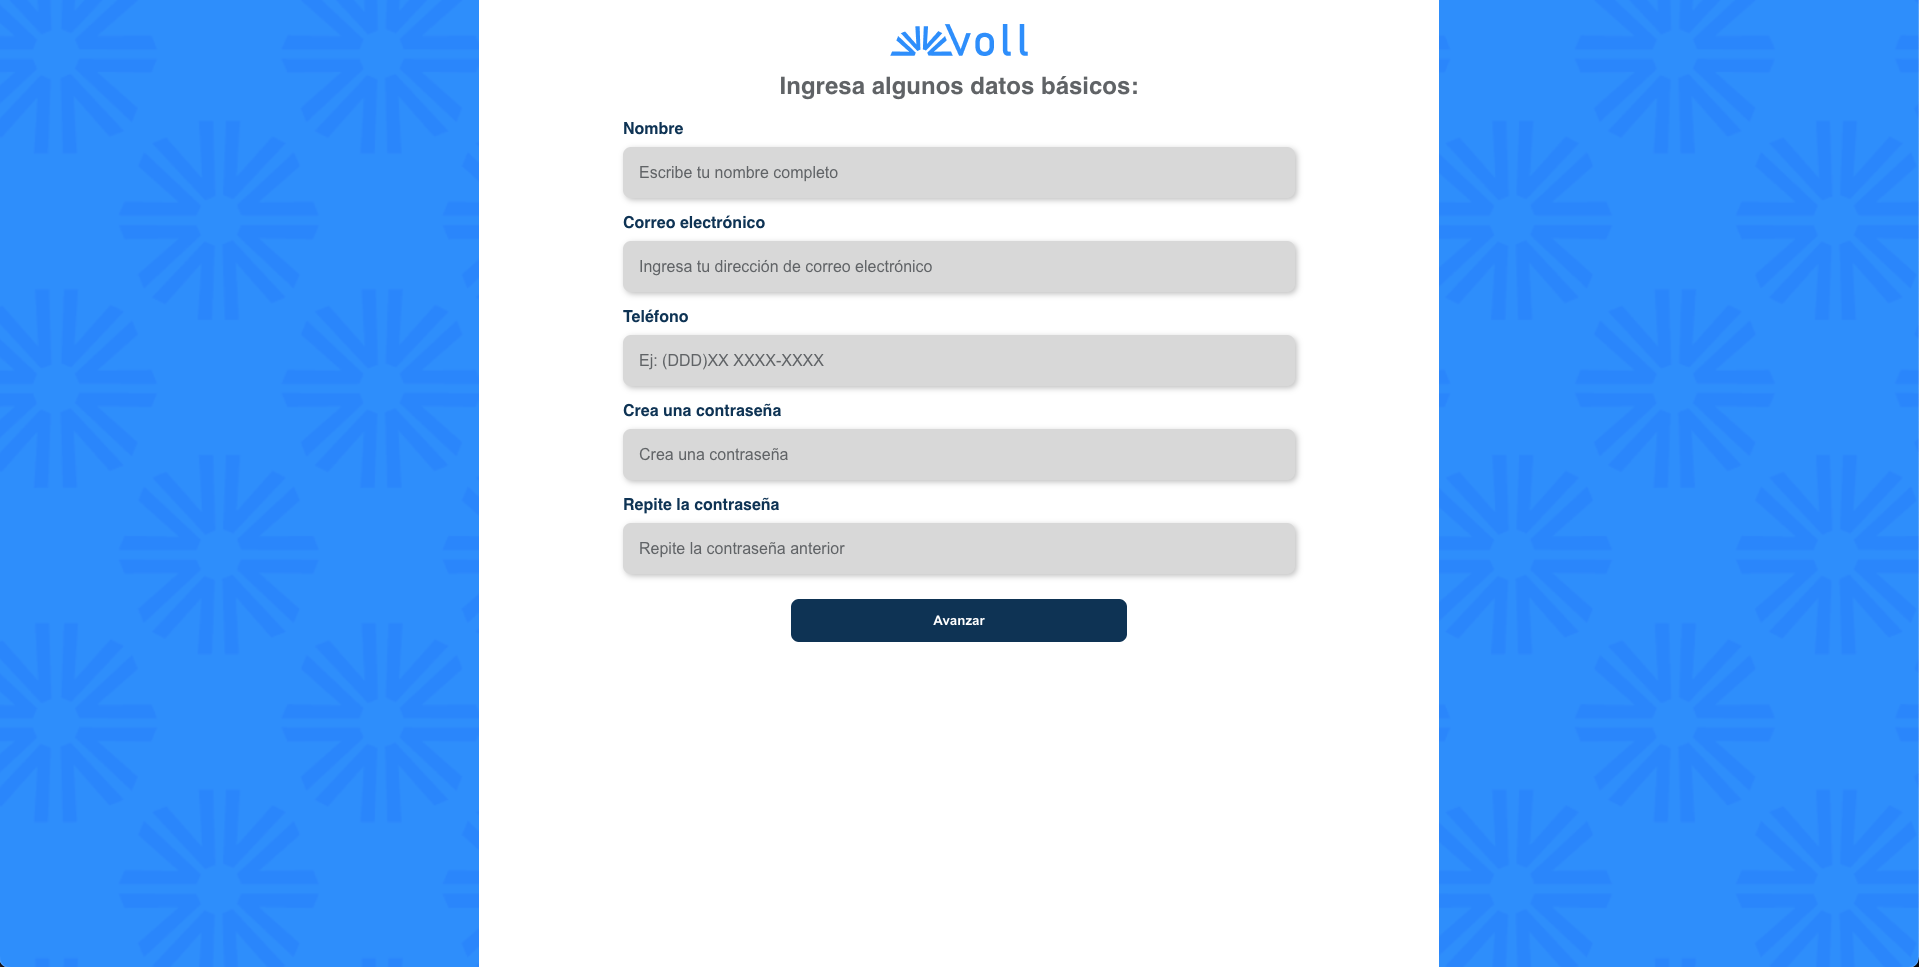 Voll
Ingresa algunos datos básicos:
Nombre
Escribe tu nombre completo
Correo electrónico
Ingresa tu dirección de correo electrónico
Teléfono
Ej: (DDD)XX XXXX-XXXX
Crea una contraseña
Crea una contraseña
Repite la contraseña
Repite la contraseña anterior
Avanzar